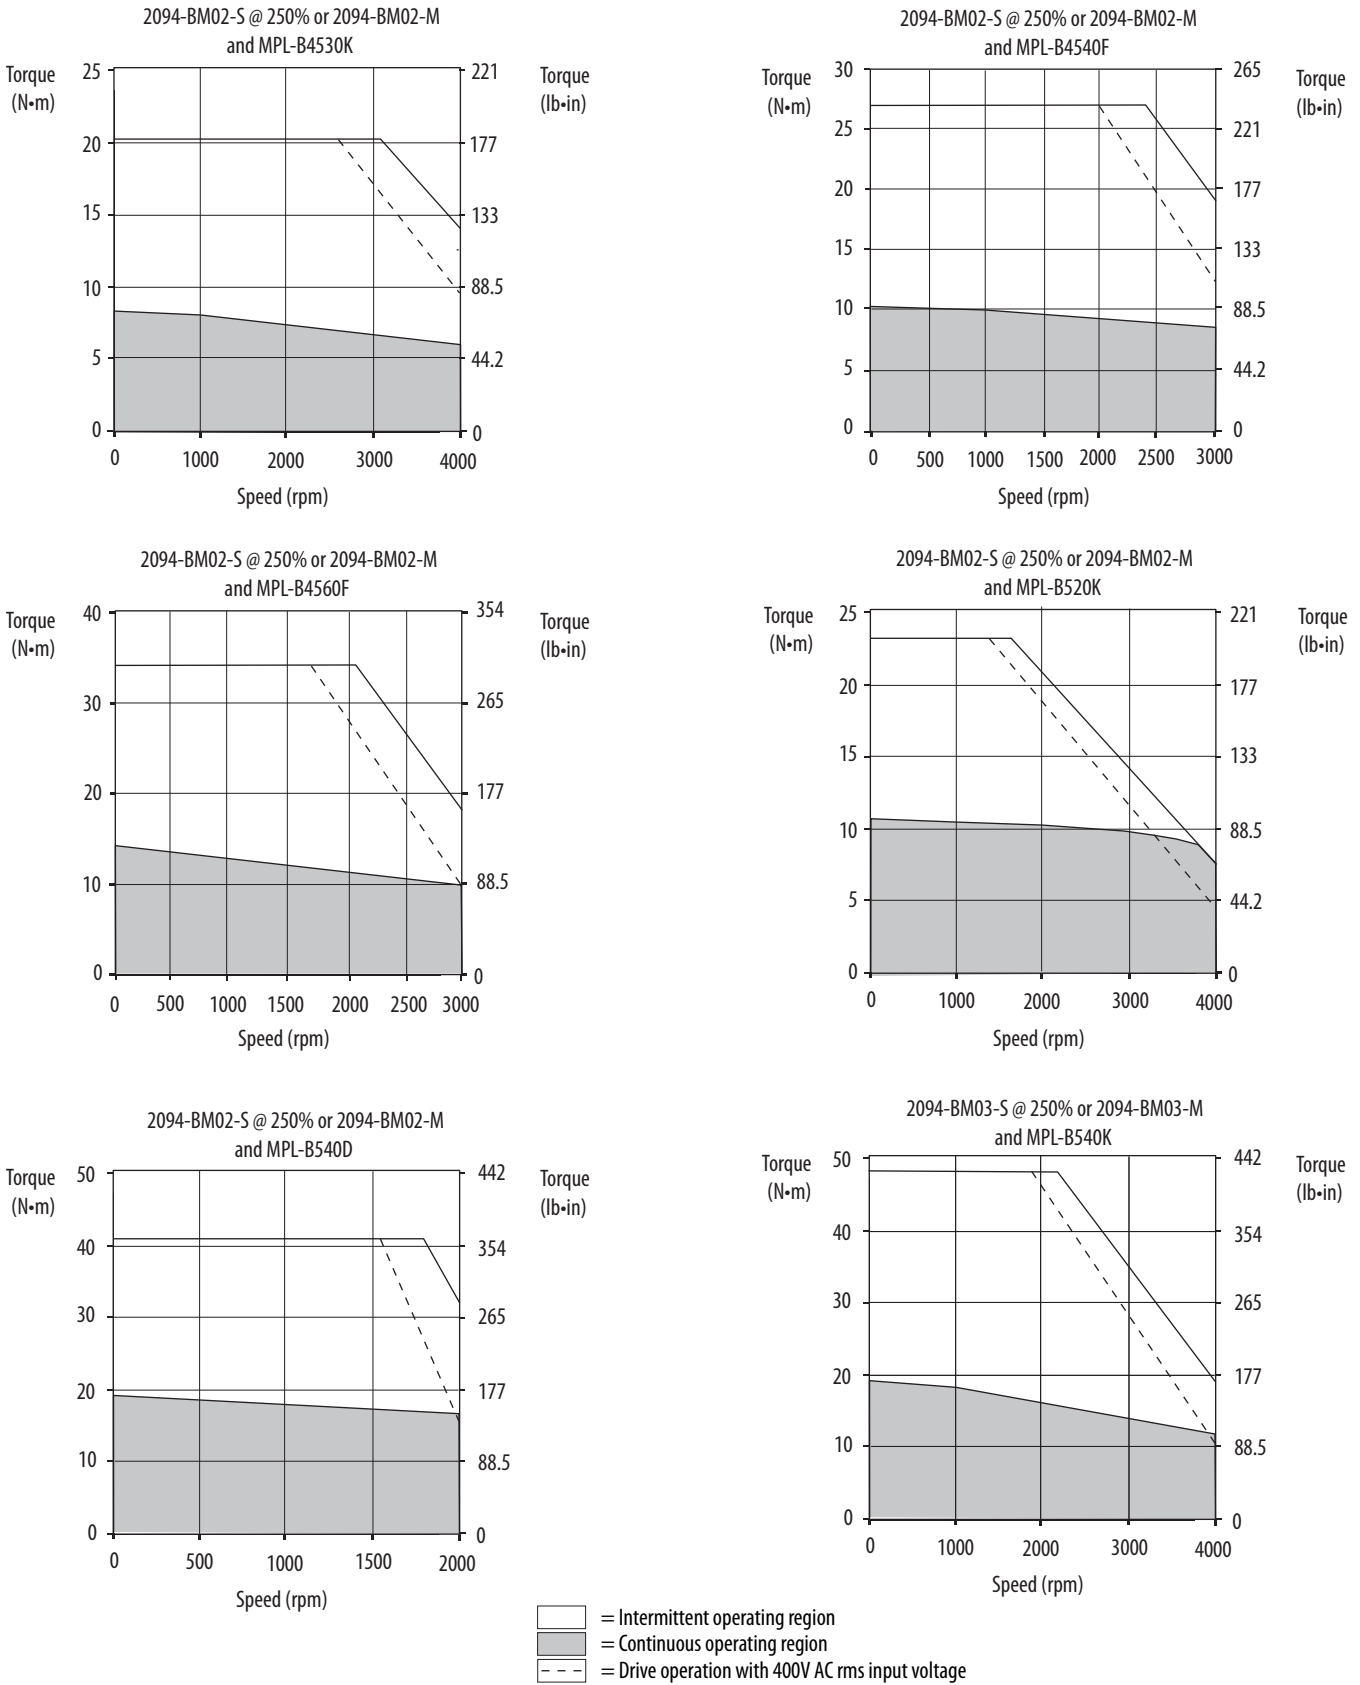 2094-BM02-S @ 250% or 2094-BM02-M
and MPL-B4530K
Torque
(N•m)
25
20
15
10
5
0
221
177
133
88.5
44.2
0
Torque
(lb•in)
0 1000 2000 3000 4000
Speed (rpm)
2094-BM02-S @ 250% or 2094-BM02-M
and MPL-B4540F
Torque
(N•m)
30
25
20
15
10
5
0
265
221
177
133
88.5
44.2
0
Torque
(lb•in)
0 500 1000 1500 2000 2500 3000
Speed (rpm)
2094-BM02-S @ 250% or 2094-BM02-M
and MPL-B4560F
Torque
(N•m)
40
30
20
10
0
354
265
177
88.5
0
Torque
(lb•in)
0 500 1000 1500 2000 2500 3000
Speed (rpm)
2094-BM02-S @ 250% or 2094-BM02-M
and MPL-B520K
Torque
(N•m)
25
20
15
10
5
0
221
177
133
88.5
44.2
0
Torque
(lb•in)
0 1000 2000 3000 4000
Speed (rpm)
2094-BM02-S @ 250% or 2094-BM02-M
and MPL-B540D
Torque
(N•m)
50
40
30
20
10
0
442
354
265
177
88.5
0
Torque
(lb•in)
0 500 1000 1500 2000
Speed (rpm)
2094-BM03-S @ 250% or 2094-BM03-M
and MPL-B540K
Torque
(N•m)
50
40
30
20
10
0
442
354
265
177
88.5
0
Torque
(lb•in)
0 1000 2000 3000 4000
Speed (rpm)
= Intermittent operating region
= Continuous operating region
= Drive operation with 400V AC rms input voltage